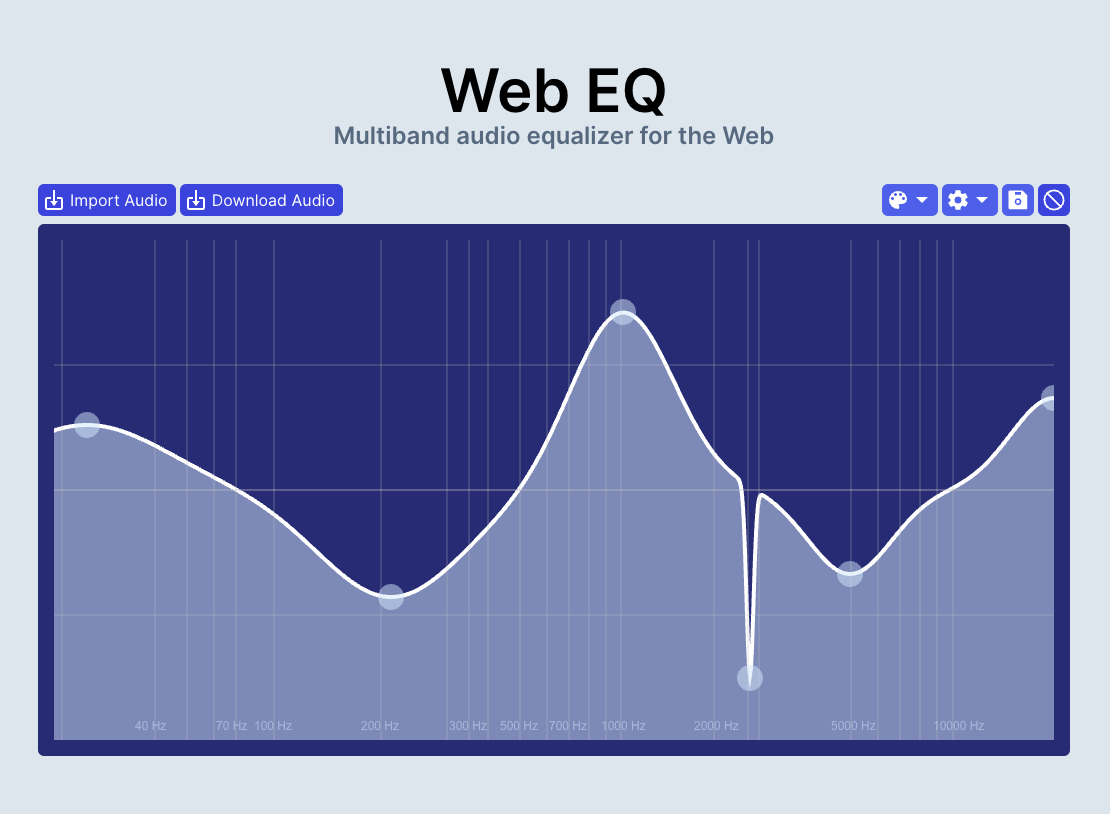 Web EQ
Multiband audio equalizer for the Web
Import Audio Download Audio
40 Hz 70 Hz 100 Hz 200 Hz 300 Hz 500 Hz 700 Hz 1000 Hz 2000 Hz 5000 Hz 10000 Hz